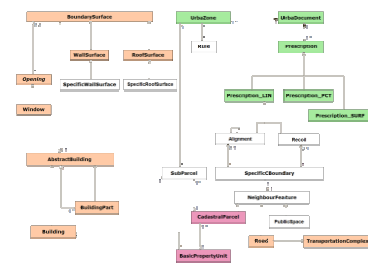 BoundarySurface
UrbaZone
UrbaDocument
Rule
Prescription
WallSurface
RoofSurface
Opening
SpecificWallSurface
SpecificRoofSurface
Prescription_LIN
Prescription_PCT
Window
Prescription_SURF
Alignment
Recoil
AbstractBuilding
SubParcel
SpecificCBoundary
NeighbourFeature
BuildingPart
CadastralParcel
PublicSpace
Building
Road
TransportationComplex
BasicPropertyUnit